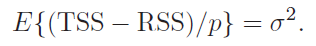 E{(TSS − RSS)/p} = σ².